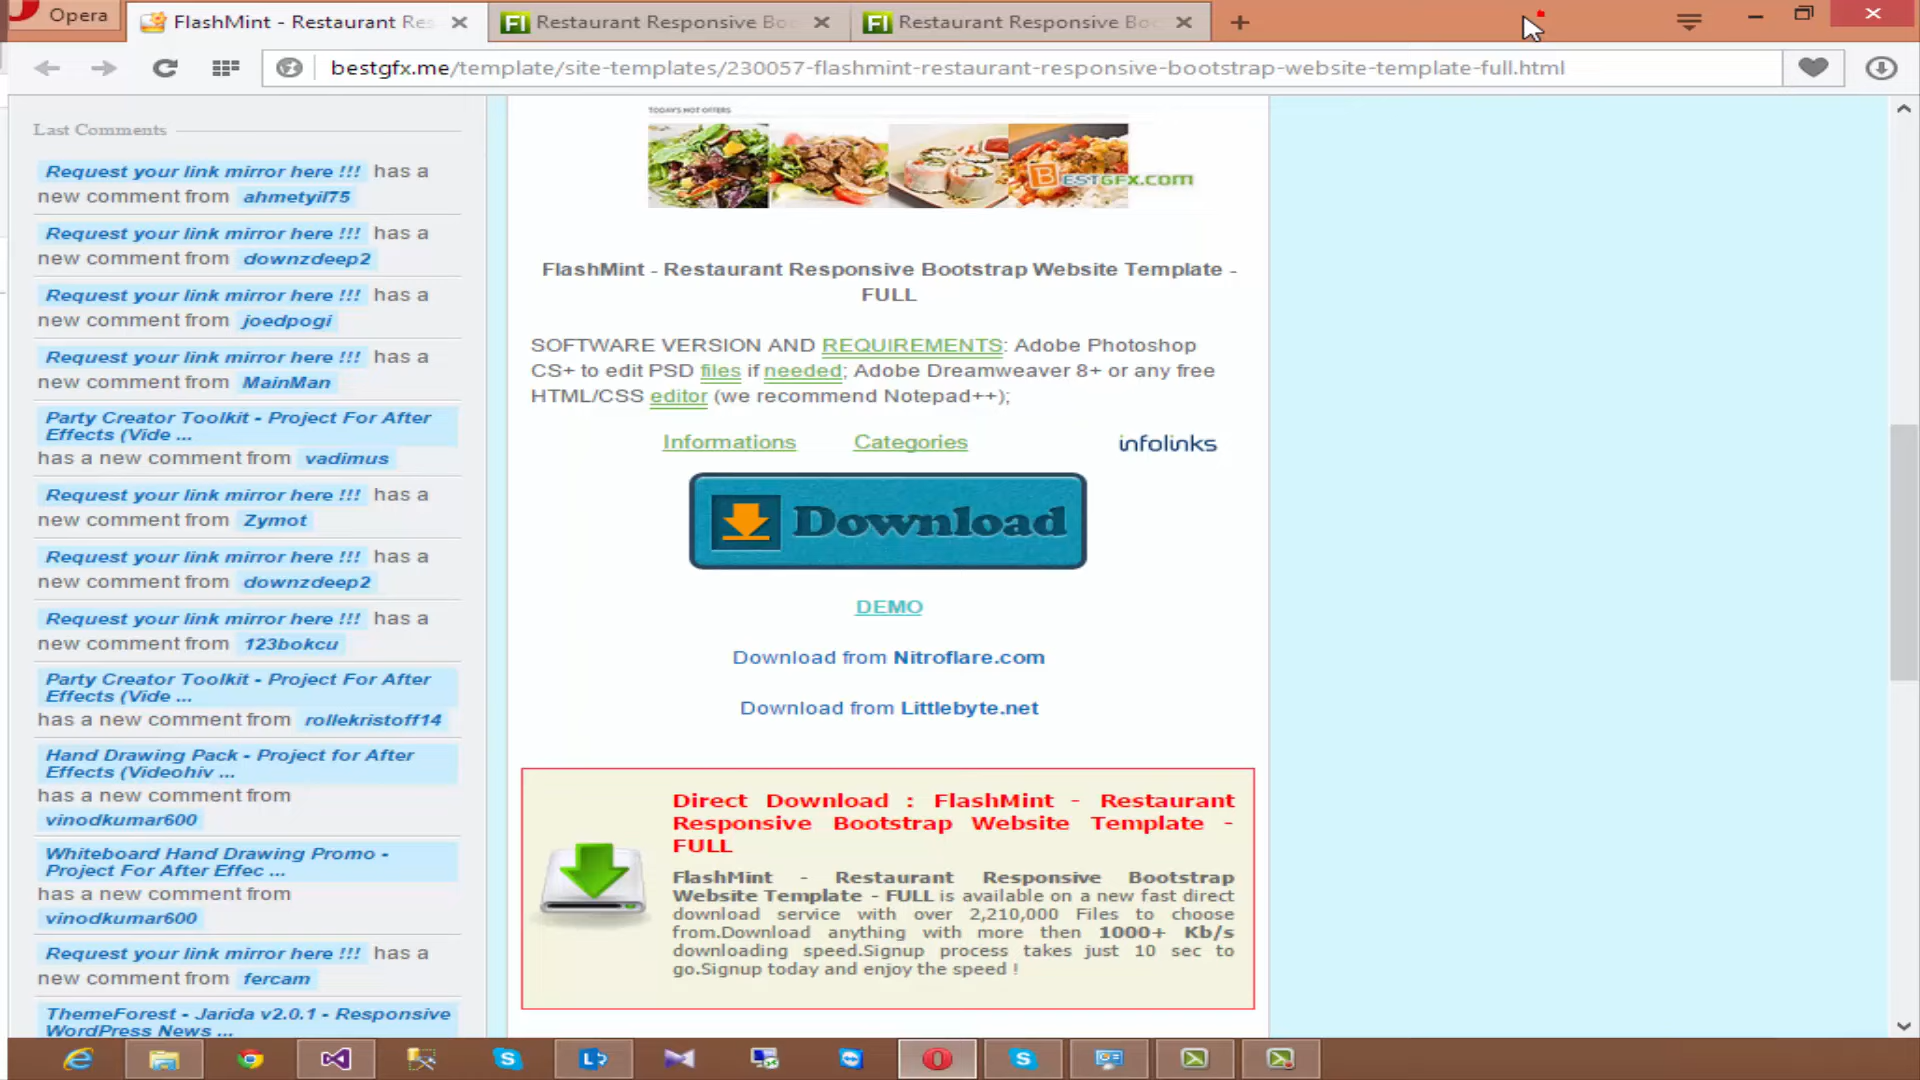 Opera
FlashMint - Restaurant Res
Restaurant Responsive Bo
Restaurant Responsive Bo
bestgfx.me/template/site-templates/230057-flashmint-restaurant-responsive-bootstrap-website-template-full.html
Last Comments
Request your link mirror here !!! has a
new comment from ahmetyil75
Request your link mirror here !!! has a
new comment from downzdeep2
Request your link mirror here !!! has a
new comment from joedpogi
Request your link mirror here !!! has a
new comment from MainMan
Party Creator Toolkit - Project For After
Effects (Vide ...
has a new comment from vadimus
Request your link mirror here !!! has a
new comment from Zymot
Request your link mirror here !!! has a
new comment from downzdeep2
Request your link mirror here !!! has a
new comment from 123bokcu
Party Creator Toolkit - Project For After
Effects (Vide ...
has a new comment from rollekristoff14
Hand Drawing Pack - Project for After
Effects (Videohiv ...
has a new comment from
vinodkumar600
Whiteboard Hand Drawing Promo -
Project For After Effec ...
has a new comment from
vinodkumar600
Request your link mirror here !!! has a
new comment from fercam
ThemeForest - Jarida v2.0.1 - Responsive
WordPress News ...
TODAY'S HOT OFFERS
BESTGFX.COM
FlashMint - Restaurant Responsive Bootstrap Website Template -
FULL
SOFTWARE VERSION AND REQUIREMENTS: Adobe Photoshop
CS+ to edit PSD files if needed; Adobe Dreamweaver 8+ or any free
HTML/CSS editor (we recommend Notepad++);
Informations Categories infolinks
Download
DEMO
Download from Nitroflare.com
Download from Littlebyte.net
Direct Download : FlashMint - Restaurant
Responsive Bootstrap Website Template -
FULL
FlashMint - Restaurant Responsive Bootstrap
Website Template - FULL is available on a new fast direct
download service with over 2,210,000 Files to choose
from.Download anything with more then 1000+ Kb/s
downloading speed.Signup process takes just 10 sec to
go.Signup today and enjoy the speed !